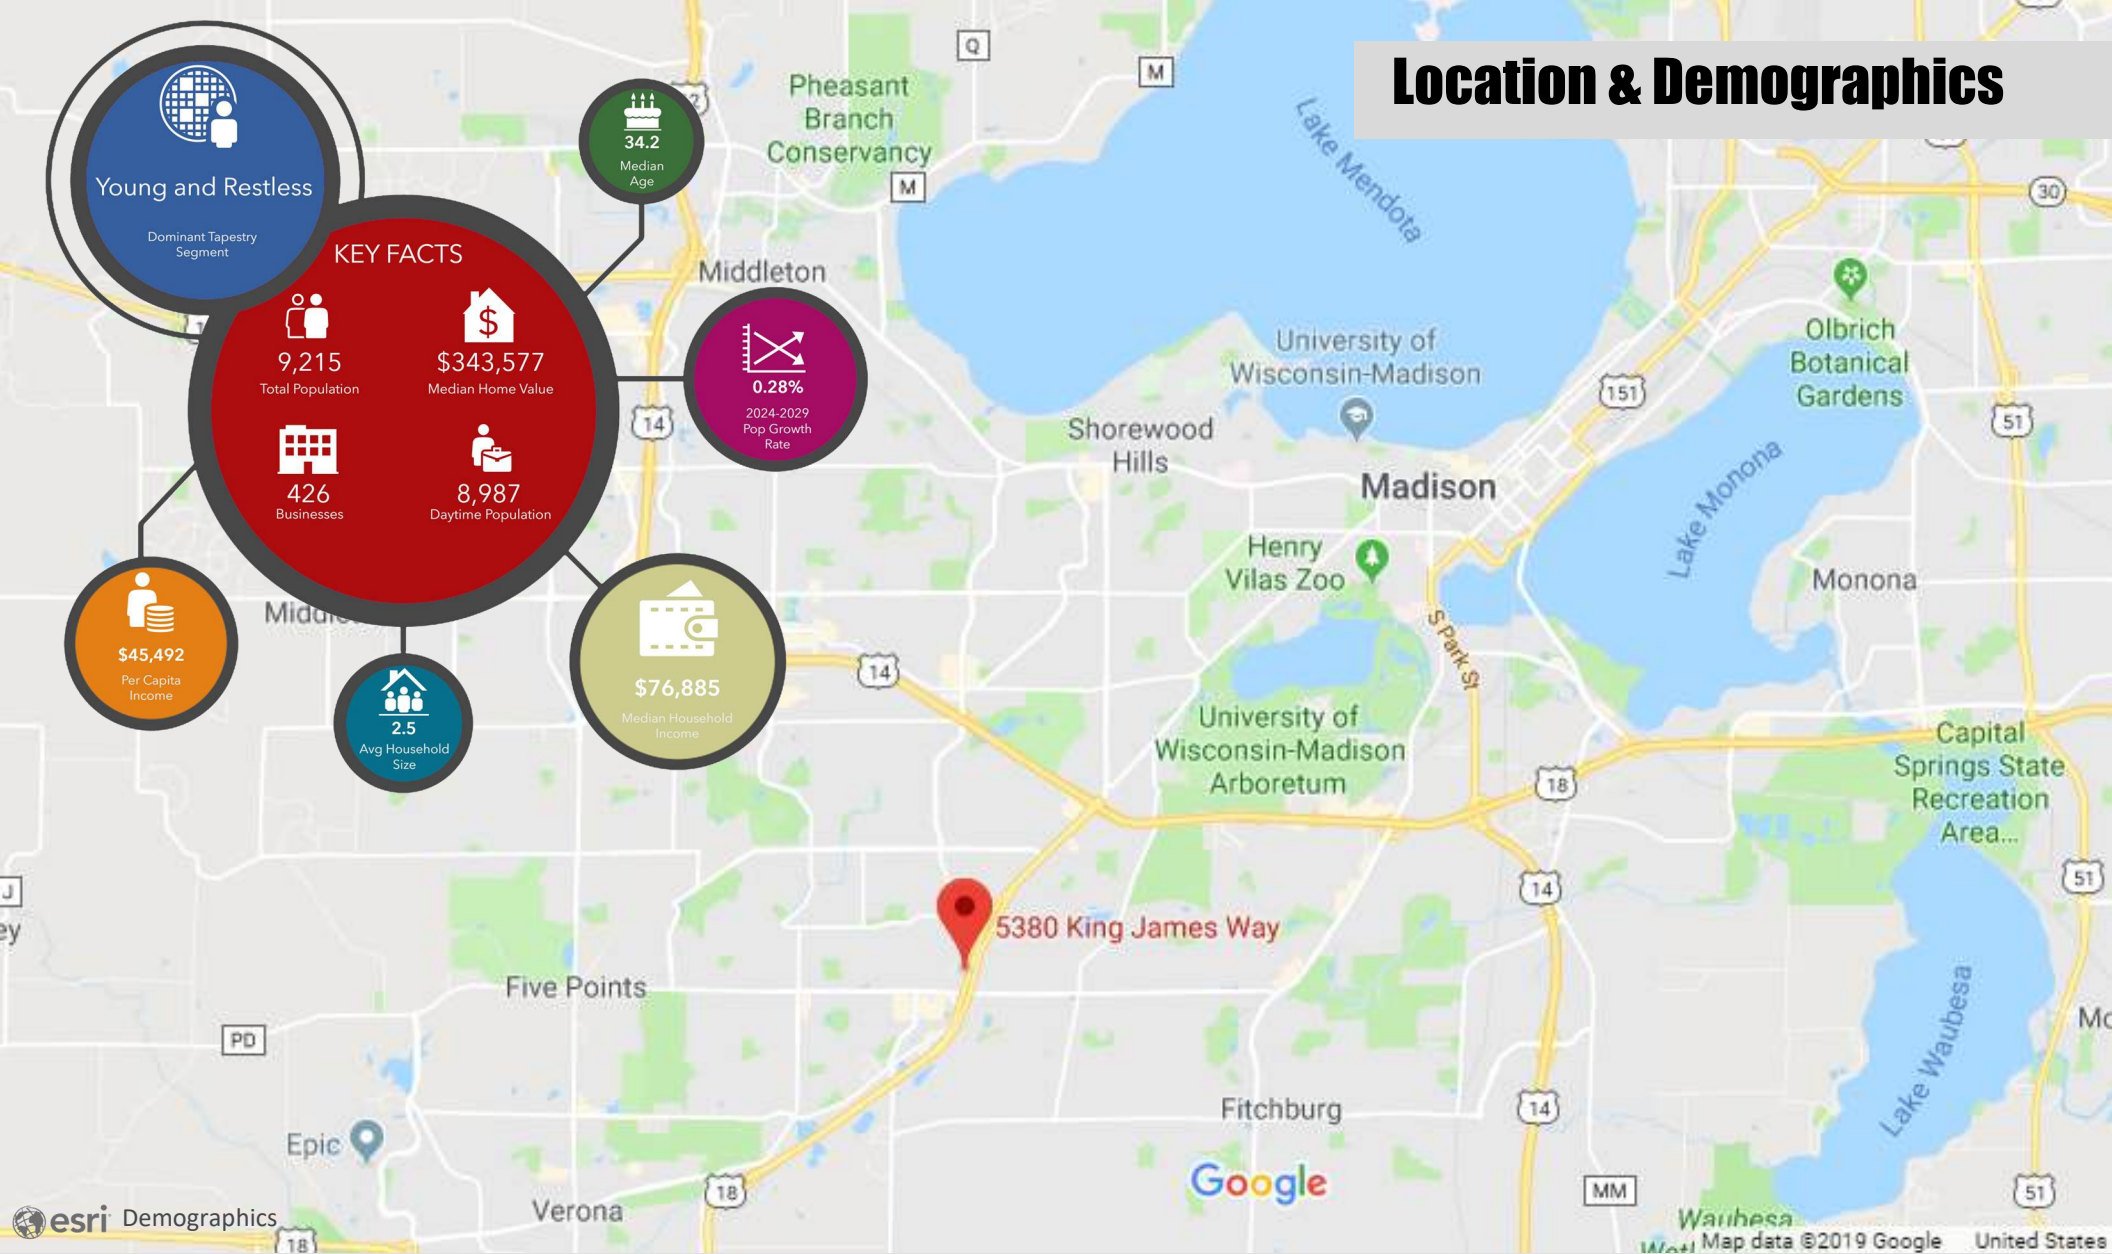 Location & Demographics
Young and Restless
Dominant Tapestry
Segment
KEY FACTS
9,215
Total Population
$343,577
Median Home Value
426
Businesses
8,987
Daytime Population
34.2
Median
Age
0.28%
2024-2029
Pop Growth
Rate
$45,492
Per Capita
Income
2.5
Avg Household
Size
$76,885
Median Household
Income
Q
M
Pheasant
Branch
Conservancy
M
Lake Mendota
30
Middleton
University of
Wisconsin-Madison
151
Olbrich
Botanical
Gardens
51
14
Shorewood
Hills
Madison
Lake Monona
Henry
Vilas Zoo
Monona
S Park St
14
University of
Wisconsin-Madison
Arboretum
18
Capital
Springs State
Recreation
Area...
14
51
J
5380 King James Way
Five Points
PD
Lake Waubesa
Fitchburg
14
Epic
Google
18
MM
51
Verona
esri Demographics
18
Waubesa
Map data ©2019 Google
United States